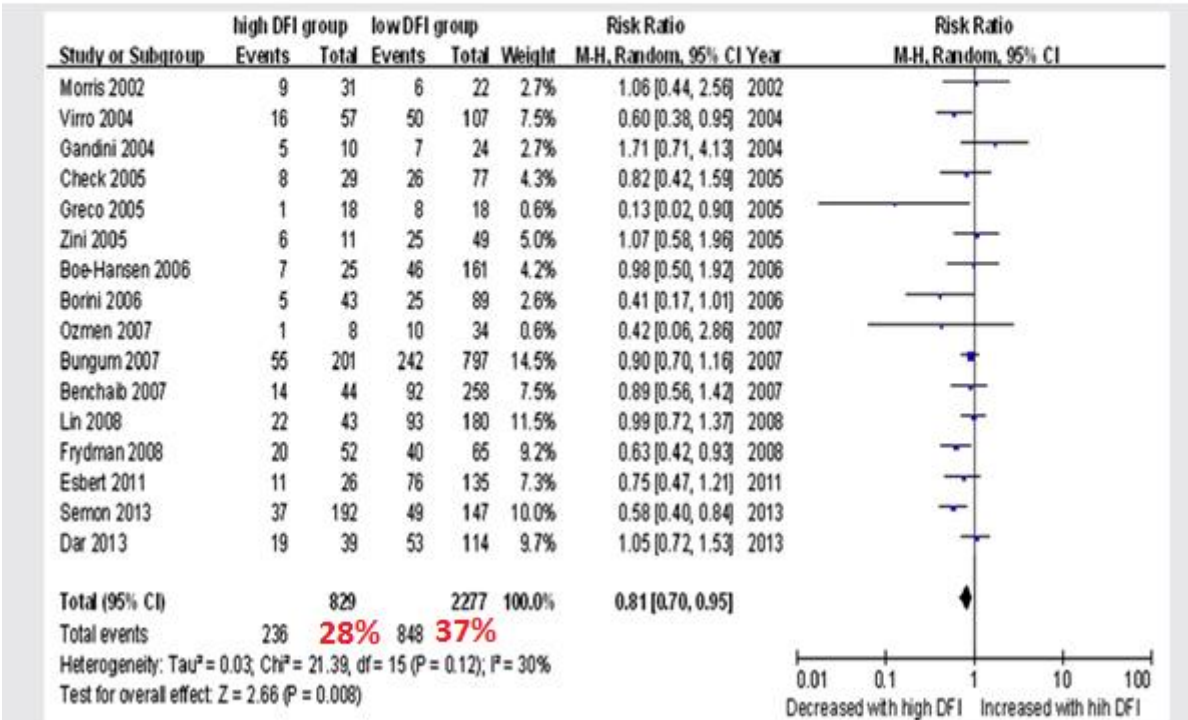 high DFI group low DFI group Risk Ratio Risk Ratio
Study or Subgroup Events Total Events Total Weight M-H, Random, 95% CI Year M-H, Random, 95% CI
Morris 2002 9 31 6 22 2.7% 1.06 [0.44, 2.56] 2002
Virro 2004 16 57 50 107 7.5% 0.60 [0.38, 0.95] 2004
Gandini 2004 5 10 7 24 2.7% 1.71 [0.71, 4.13] 2004
Check 2005 8 29 26 77 4.3% 0.82 [0.42, 1.59] 2005
Greco 2005 1 18 8 18 0.6% 0.13 [0.02, 0.90] 2005
Zini 2005 6 11 25 49 5.0% 1.07 [0.58, 1.96] 2005
Boe-Hansen 2006 7 25 46 161 4.2% 0.98 [0.50, 1.92] 2006
Borini 2006 5 43 25 89 2.6% 0.41 [0.17, 1.01] 2006
Ozmen 2007 1 8 10 34 0.6% 0.42 [0.06, 2.86] 2007
Bungum 2007 55 201 242 797 14.5% 0.90 [0.70, 1.16] 2007
Benchaib 2007 14 44 92 258 7.5% 0.89 [0.56, 1.42] 2007
Lin 2008 22 43 93 180 11.5% 0.99 [0.72, 1.37] 2008
Frydman 2008 20 52 40 65 9.2% 0.63 [0.42, 0.93] 2008
Esbert 2011 11 26 76 135 7.3% 0.75 [0.47, 1.21] 2011
Semon 2013 37 192 49 147 10.0% 0.58 [0.40, 0.84] 2013
Dar 2013 19 39 53 114 9.7% 1.05 [0.72, 1.53] 2013
Total (95% CI) 829 2277 100.0% 0.81 [0.70, 0.95]
Total events 236 28% 848 37%
Heterogeneity: Tau² = 0.03; Chi² = 21.39, df = 15 (P = 0.12); I² = 30%
Test for overall effect: Z = 2.66 (P = 0.008)
0.01 0.1 1 10 100
Decreased with high DFI Increased with hih DFI